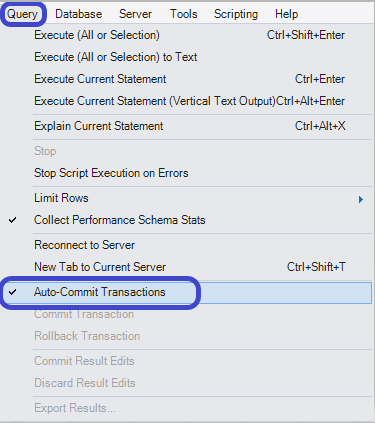 Query Database Server Tools Scripting Help
Execute (All or Selection) Ctrl+Shift+Enter
Execute (All or Selection) to Text
Execute Current Statement Ctrl+Enter
Execute Current Statement (Vertical Text Output)Ctrl+Alt+Enter
Explain Current Statement Ctrl+Alt+X
Stop
Stop Script Execution on Errors
Limit Rows
Collect Performance Schema Stats
Reconnect to Server
New Tab to Current Server Ctrl+Shift+T
Auto-Commit Transactions
Commit Transaction
Rollback Transaction
Commit Result Edits
Discard Result Edits
Export Results...